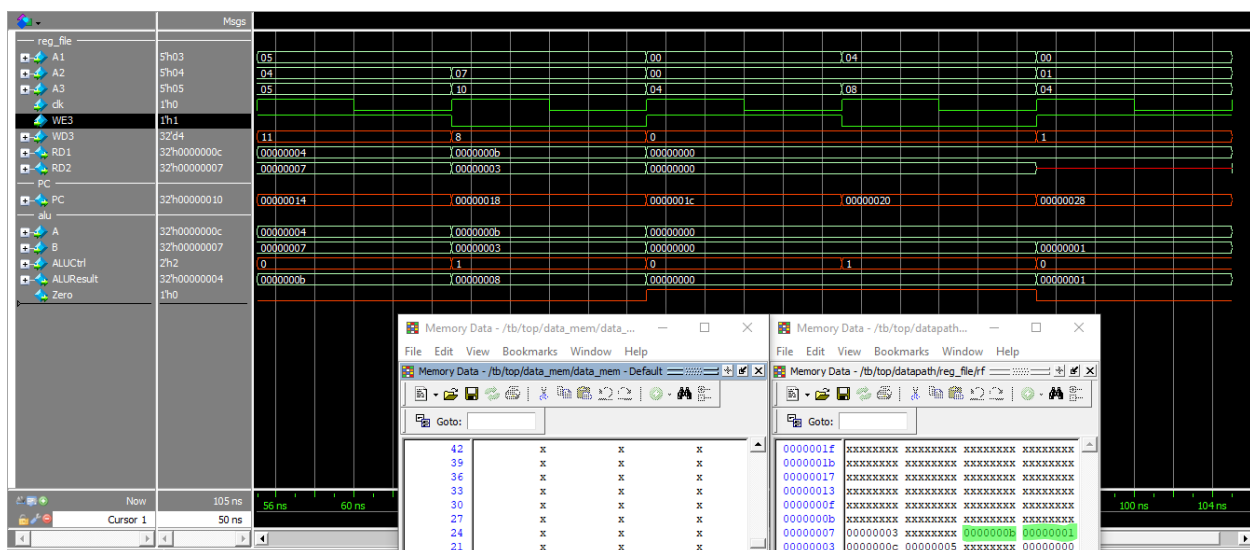 Msgs
reg_file
A1 5'h03 05 00 04 00
A2 5'h04 04 07 00 01
A3 5'h05 05 10 04 08 04
clk 1'h0
WE3 1'h1
WD3 32'd4 11 8 0 1
RD1 32'h0000000c 00000004 0000000b 00000000
RD2 32'h00000007 00000007 00000003 00000000
PC
PC 32'h00000010 00000014 00000018 0000001c 00000020 00000028
alu
A 32'h0000000c 00000004 0000000b 00000000
B 32'h00000007 00000007 00000003 00000000 00000001
ALUCtrl 2'h2 0 1 0 1 0
ALUResult 32'h00000004 0000000b 00000008 00000000 00000001
Zero 1'h0
Now 105 ns 56 ns 60 ns 100 ns 104 ns
Cursor 1 50 ns
Memory Data - /tb/top/data_mem/data_...
File Edit View Bookmarks Window Help
Memory Data - /tb/top/data_mem/data_mem - Default
Goto:
42 x x x
39 x x x
36 x x x
33 x x x
30 x x x
27 x x x
24 x x x
21 x x x
Memory Data - /tb/top/datapath...
File Edit View Bookmarks Window Help
Memory Data - /tb/top/datapath/reg_file/rf
Goto:
0000001f xxxxxxxx xxxxxxxx xxxxxxxx xxxxxxxx
0000001b xxxxxxxx xxxxxxxx xxxxxxxx xxxxxxxx
00000017 xxxxxxxx xxxxxxxx xxxxxxxx xxxxxxxx
00000013 xxxxxxxx xxxxxxxx xxxxxxxx xxxxxxxx
0000000f xxxxxxxx xxxxxxxx xxxxxxxx xxxxxxxx
0000000b xxxxxxxx xxxxxxxx xxxxxxxx xxxxxxxx
00000007 00000003 xxxxxxxx 0000000b 00000001
00000003 0000000c 00000005 xxxxxxxx 00000000